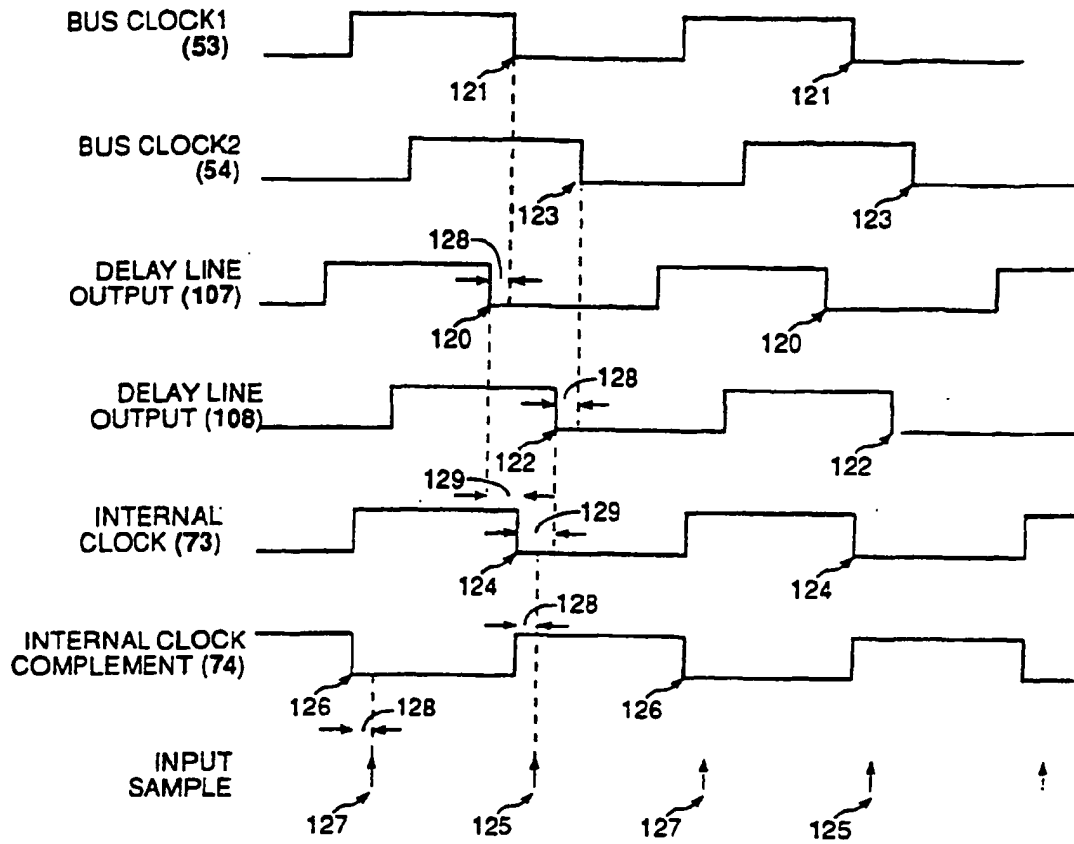 BUS CLOCK1
(53)
121
121
BUS CLOCK2
(54)
123
123
128
DELAY LINE
OUTPUT (107)
120
120
128
DELAY LINE
OUTPUT (108)
122
122
129
129
INTERNAL
CLOCK (73)
124
124
128
INTERNAL CLOCK
COMPLEMENT (74)
126
128
126
INPUT
SAMPLE
127
125
127
125